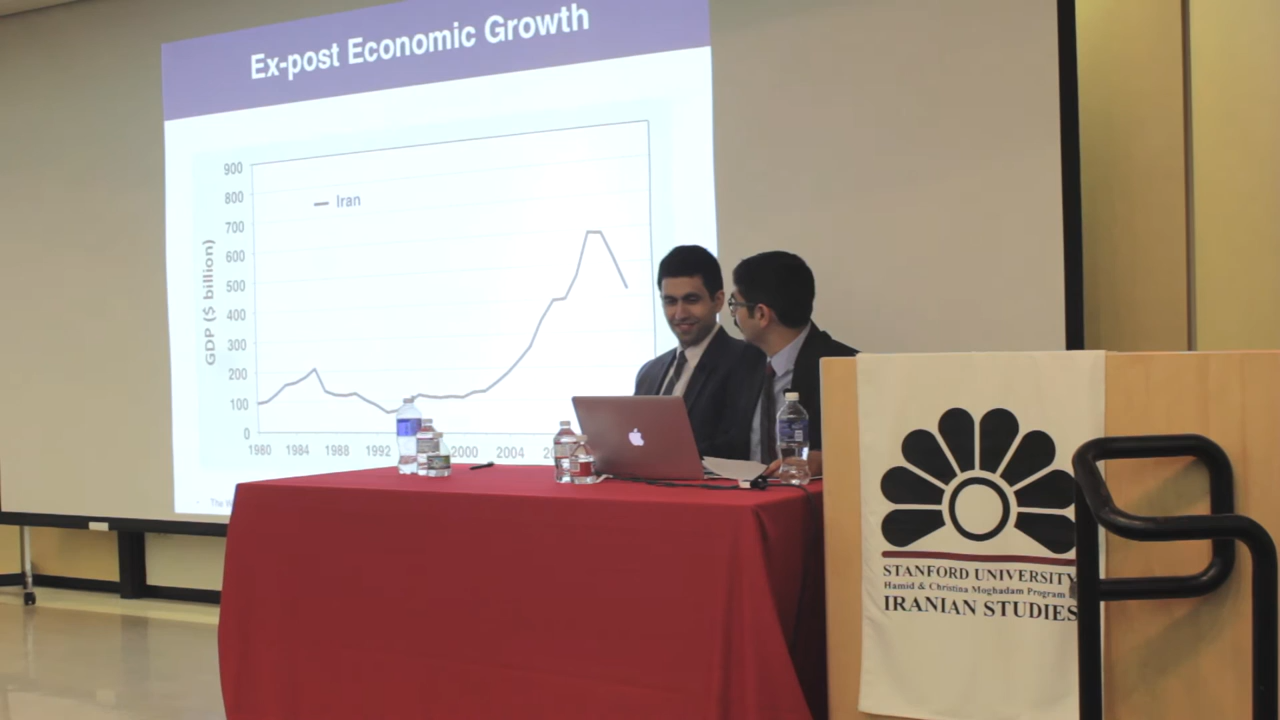 Ex-post Economic Growth
900
800
700
600
500
400
300
200
100
0
GDP ($ billion)
Iran
1980 1984 1988 1992 2000 2004
STANFORD UNIVERSITY
Hamid & Christina Moghadam Program
IRANIAN STUDIES